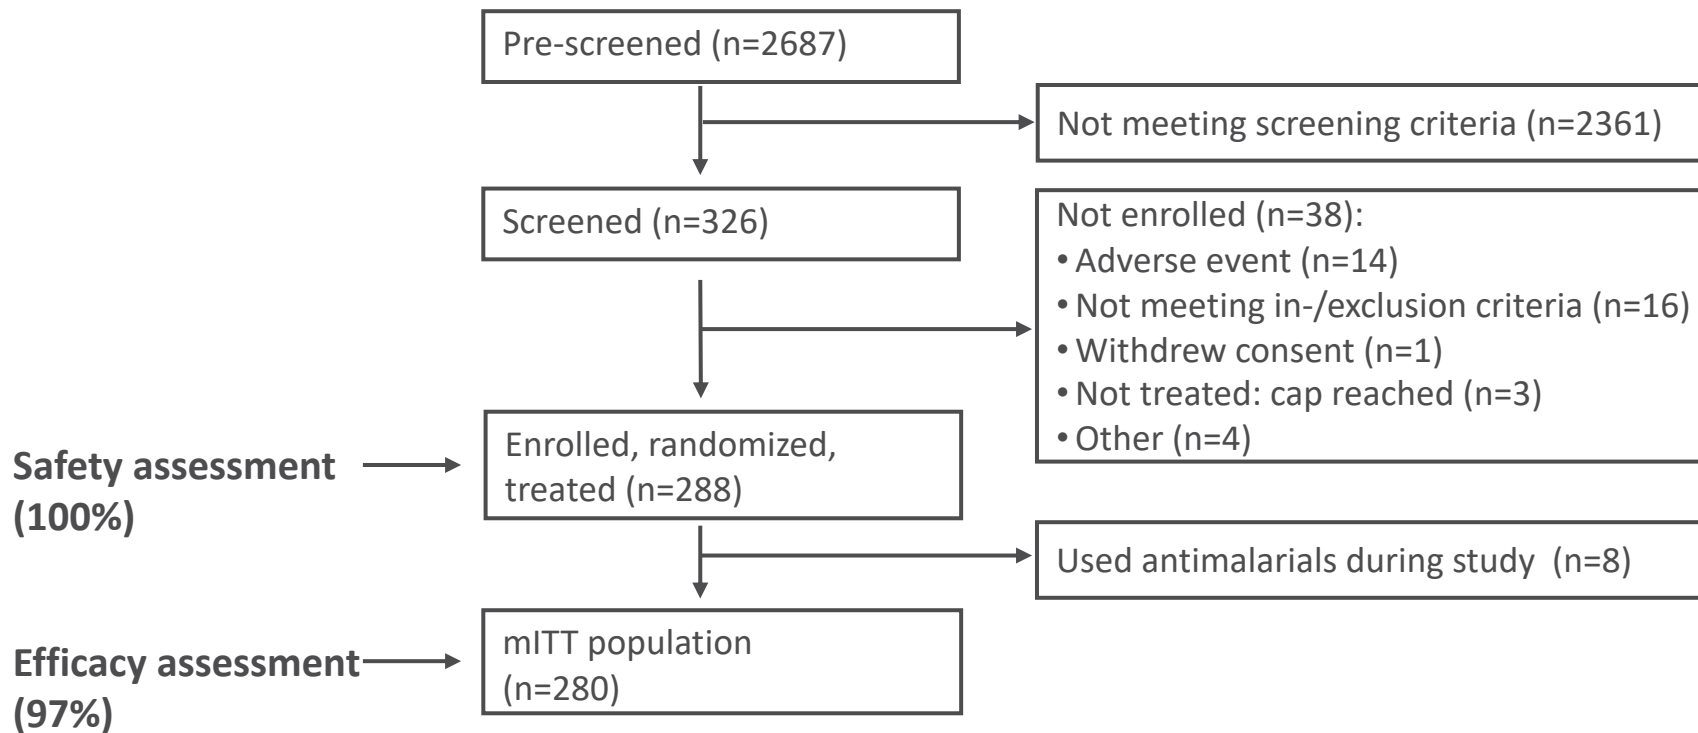 Pre-screened (n=2687)
Not meeting screening criteria (n=2361)
Screened (n=326)
Not enrolled (n=38):
• Adverse event (n=14)
• Not meeting in-/exclusion criteria (n=16)
• Withdrew consent (n=1)
• Not treated: cap reached (n=3)
• Other (n=4)
Safety assessment
(100%)
Enrolled, randomized,
treated (n=288)
Used antimalarials during study  (n=8)
Efficacy assessment
(97%)
mITT population
(n=280)